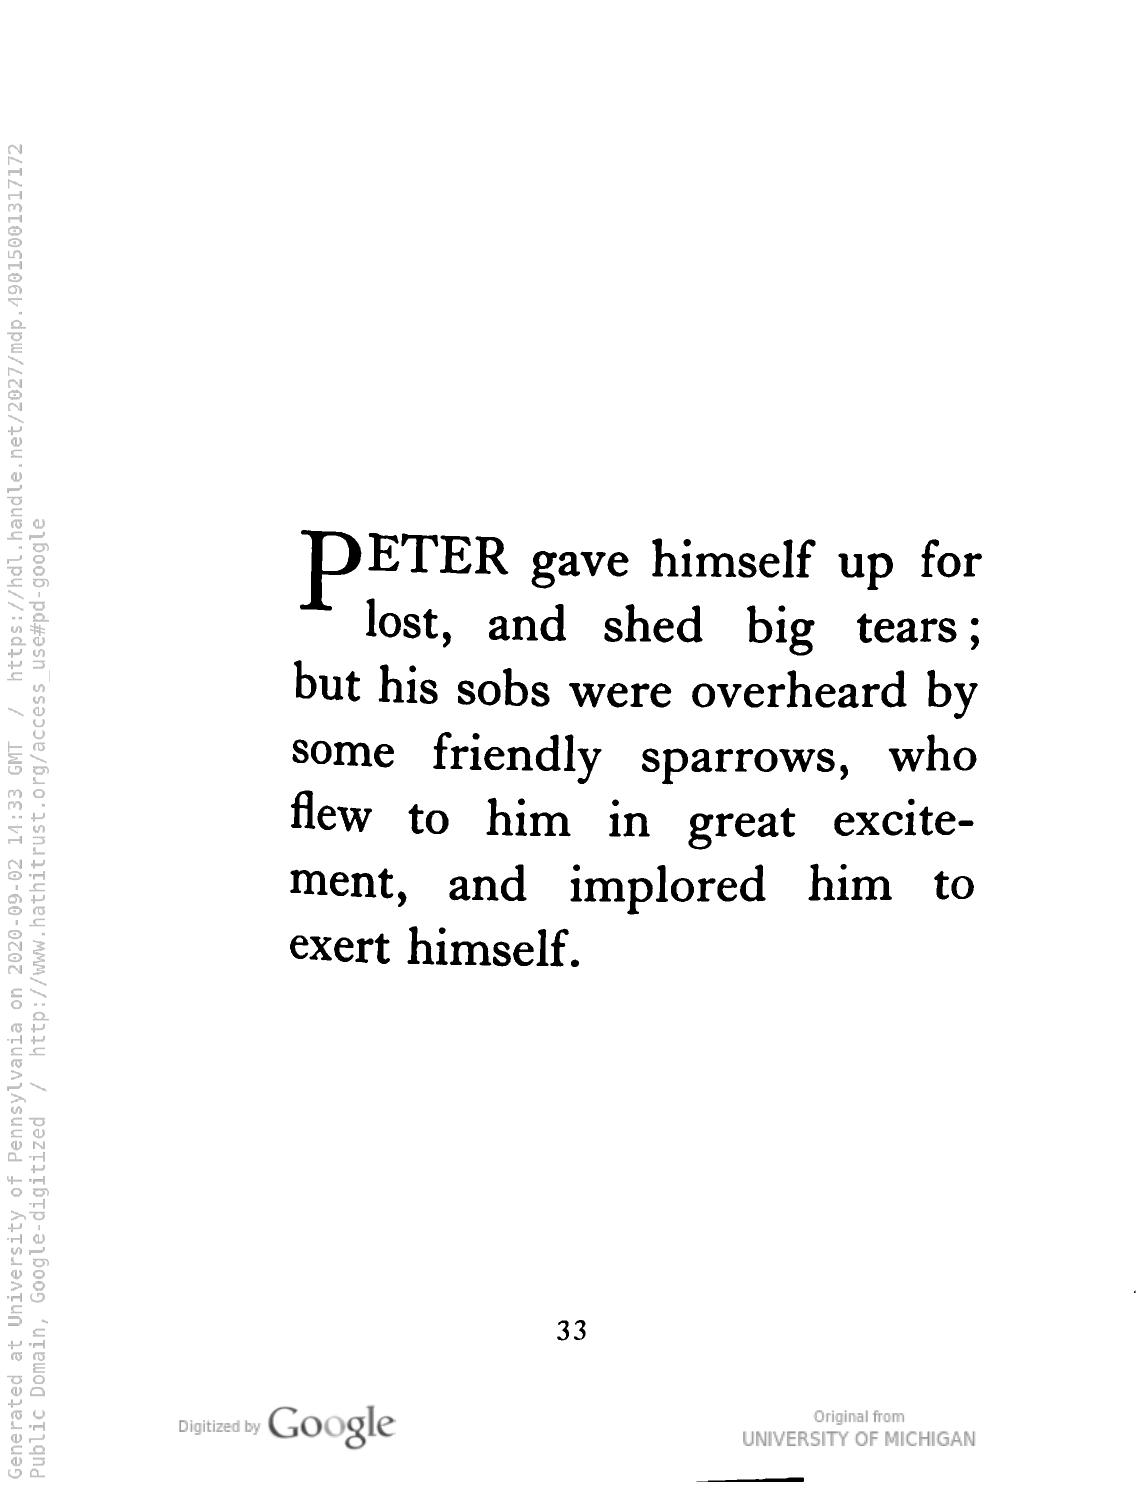 PETER gave himself up for
lost, and shed big tears;
but his sobs were overheard by
some friendly sparrows, who
flew to him in great excite-
ment, and implored him to
exert himself.
33
Digitized by Google
Original from
UNIVERSITY OF MICHIGAN
Generated at University of Pennsylvania on 2020-09-02 14:33 GMT / https://hdl.handle.net/2027/mdp.49015001317172
Public Domain, Google-digitized / http://www.hathitrust.org/access_use#pd-google